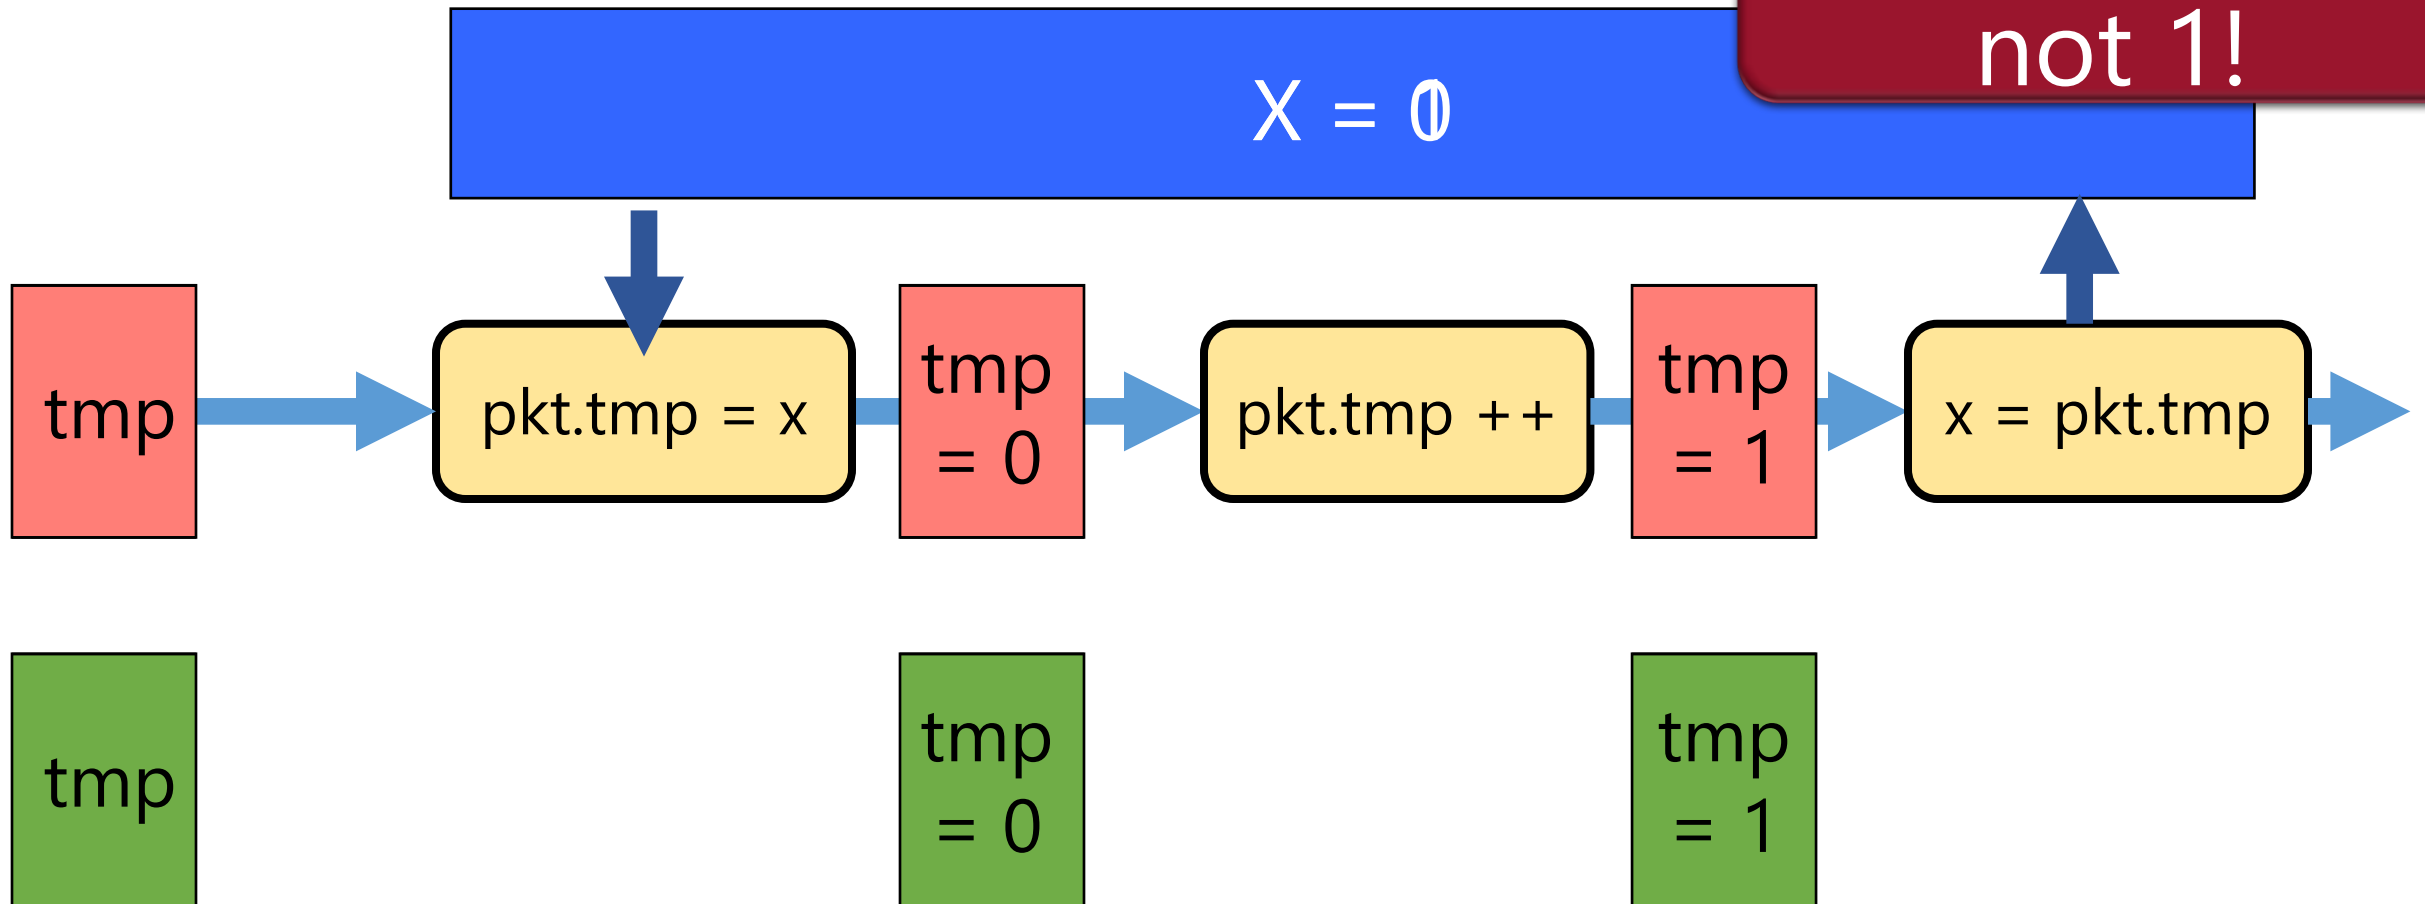 not 1!
X = 0
tmp
pkt.tmp = x
tmp
= 0
pkt.tmp ++
tmp
= 1
x = pkt.tmp
tmp
tmp
= 0
tmp
= 1